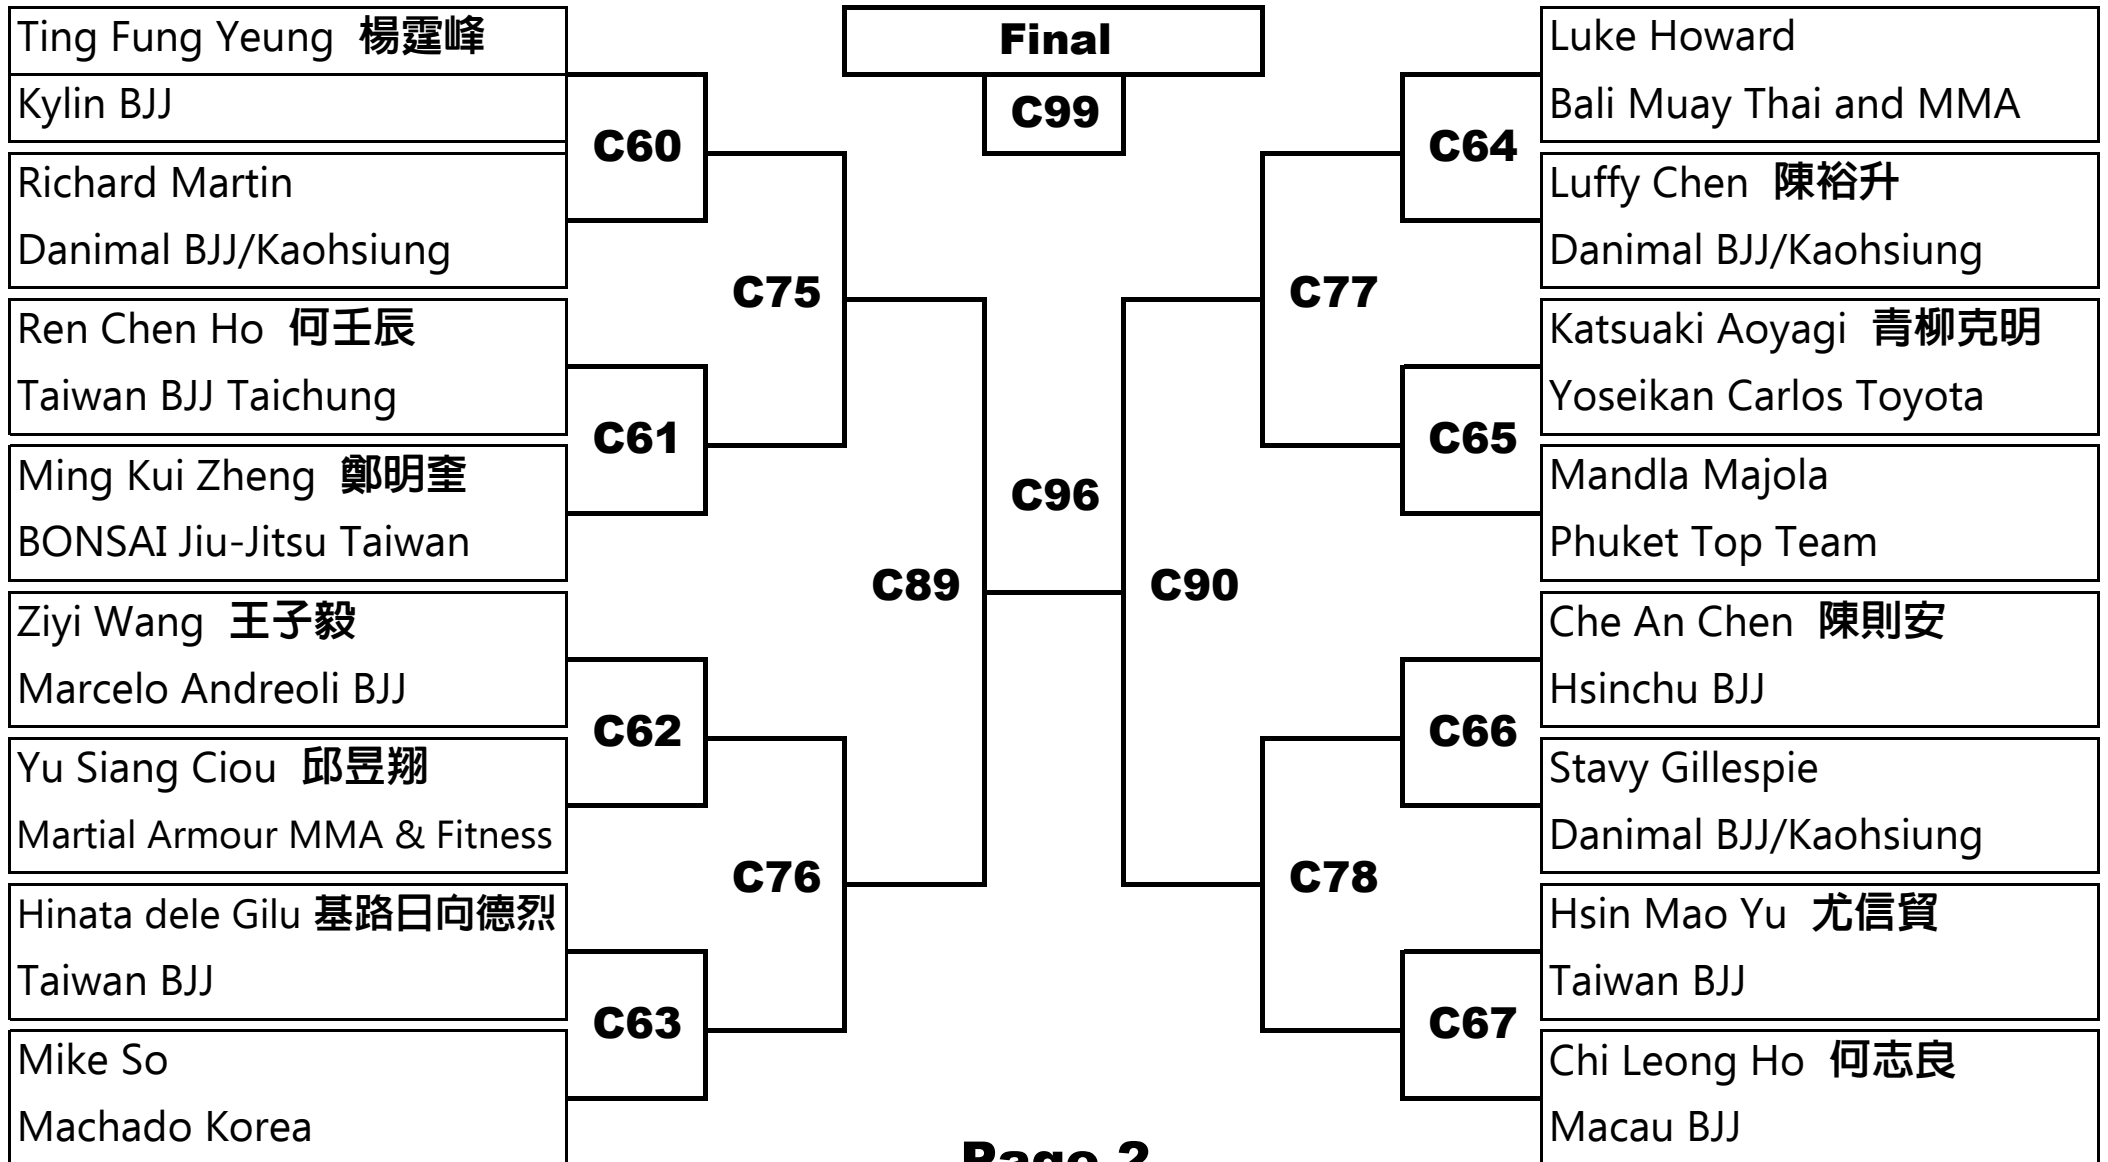 Ting Fung Yeung 楊霆峰
Kylin BJJ
Richard Martin
Danimal BJJ/Kaohsiung
Ren Chen Ho 何壬辰
Taiwan BJJ Taichung
Ming Kui Zheng 鄭明奎
BONSAI Jiu-Jitsu Taiwan
Ziyi Wang 王子毅
Marcelo Andreoli BJJ
Yu Siang Ciou 邱昱翔
Martial Armour MMA & Fitness
Hinata dele Gilu 基路日向德烈
Taiwan BJJ
Mike So
Machado Korea
C60
C61
C62
C63
C75
C76
C89
Final
C99
C96
C90
C77
C78
C64
C65
C66
C67
Luke Howard
Bali Muay Thai and MMA
Luffy Chen 陳裕升
Danimal BJJ/Kaohsiung
Katsuaki Aoyagi 青柳克明
Yoseikan Carlos Toyota
Mandla Majola
Phuket Top Team
Che An Chen 陳則安
Hsinchu BJJ
Stavy Gillespie
Danimal BJJ/Kaohsiung
Hsin Mao Yu 尤信貿
Taiwan BJJ
Chi Leong Ho 何志良
Macau BJJ
Page 2